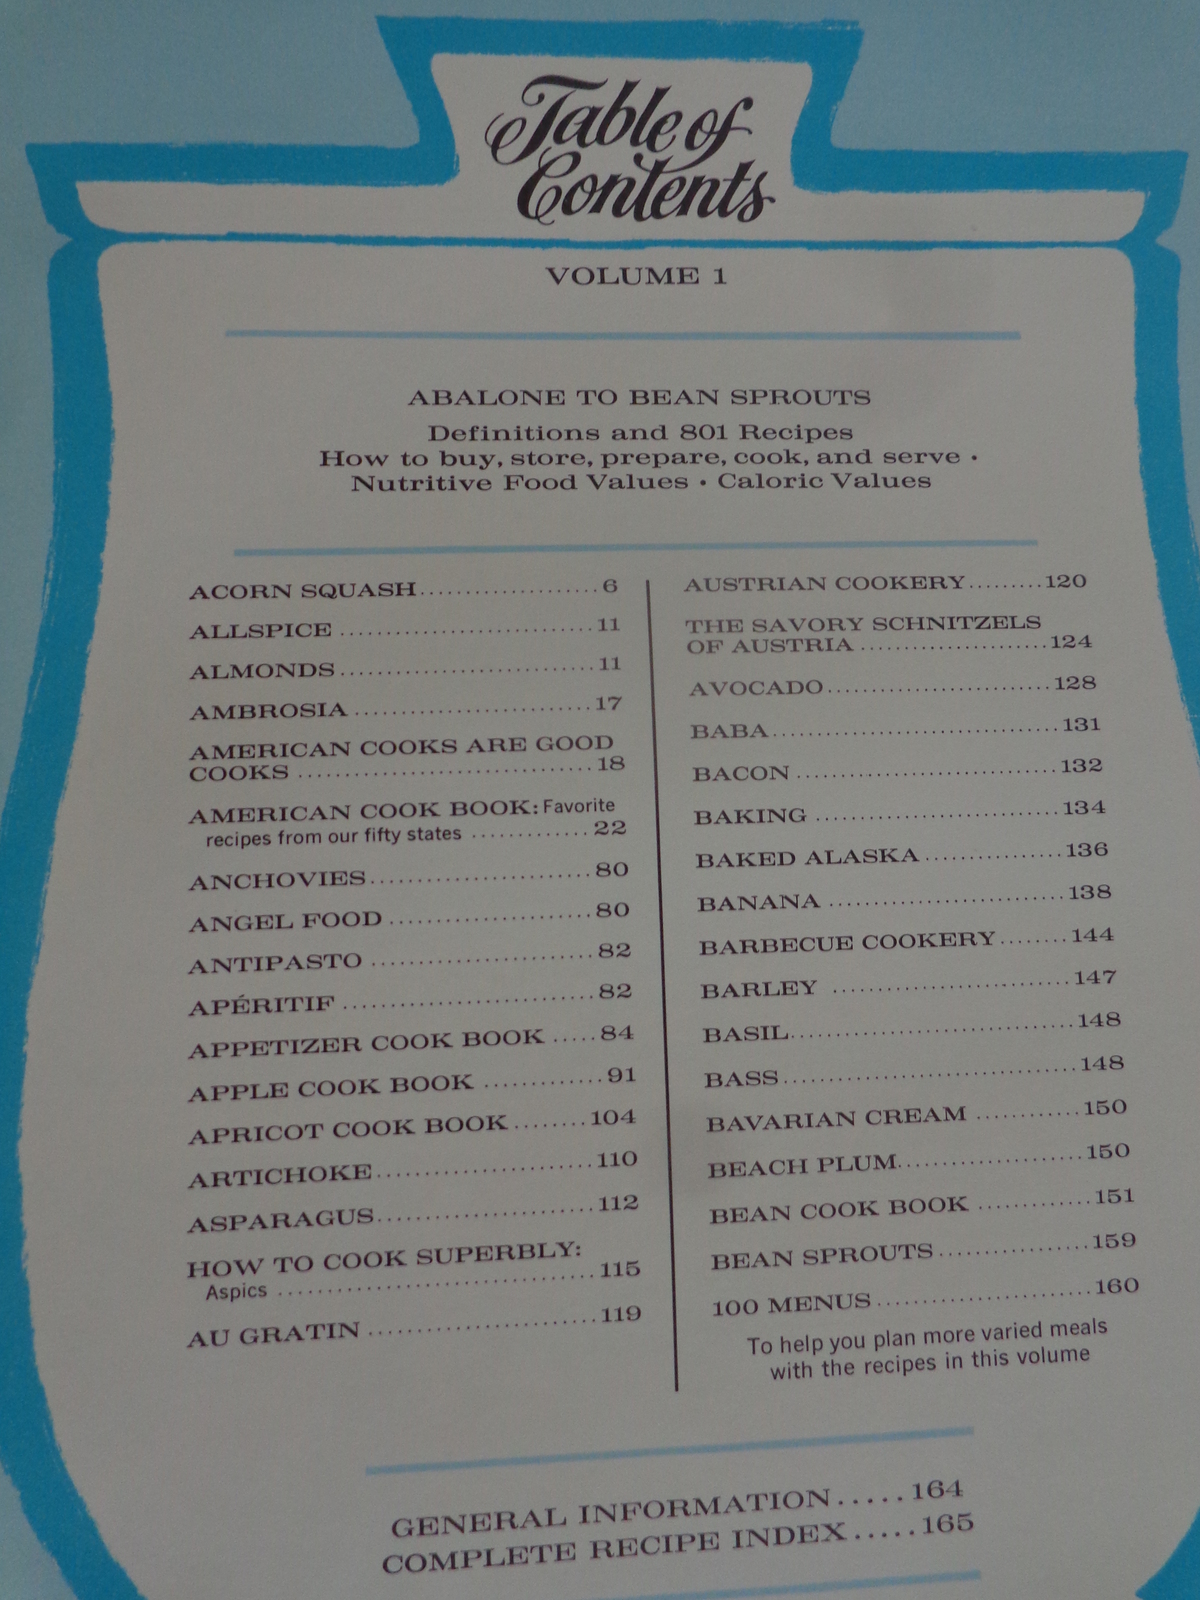 Table of
Contents
VOLUME 1
ABALONE TO BEAN SPROUTS
Definitions and 801 Recipes
How to buy, store, prepare, cook, and serve •
Nutritive Food Values • Caloric Values
ACORN SQUASH....................6
ALLSPICE..........................11
ALMONDS..........................11
AMBROSIA........................17
AMERICAN COOKS ARE GOOD
COOKS..............................18
AMERICAN COOK BOOK: Favorite
recipes from our fifty states............22
ANCHOVIES.......................80
ANGEL FOOD.....................80
ANTIPASTO.......................82
APÉRITIF..........................82
APPETIZER COOK BOOK.....84
APPLE COOK BOOK............91
APRICOT COOK BOOK........104
ARTICHOKE......................110
ASPARAGUS......................112
HOW TO COOK SUPERBLY:
Aspics................................115
AU GRATIN.......................119
AUSTRIAN COOKERY.........120
THE SAVORY SCHNITZELS
OF AUSTRIA......................124
AVOCADO.........................128
BABA................................131
BACON..............................132
BAKING............................134
BAKED ALASKA................136
BANANA...........................138
BARBECUE COOKERY........144
BARLEY............................147
BASIL...............................148
BASS.................................148
BAVARIAN CREAM............150
BEACH PLUM....................150
BEAN COOK BOOK............151
BEAN SPROUTS.................159
100 MENUS.......................160
To help you plan more varied meals
with the recipes in this volume
GENERAL INFORMATION.....164
COMPLETE RECIPE INDEX.....165